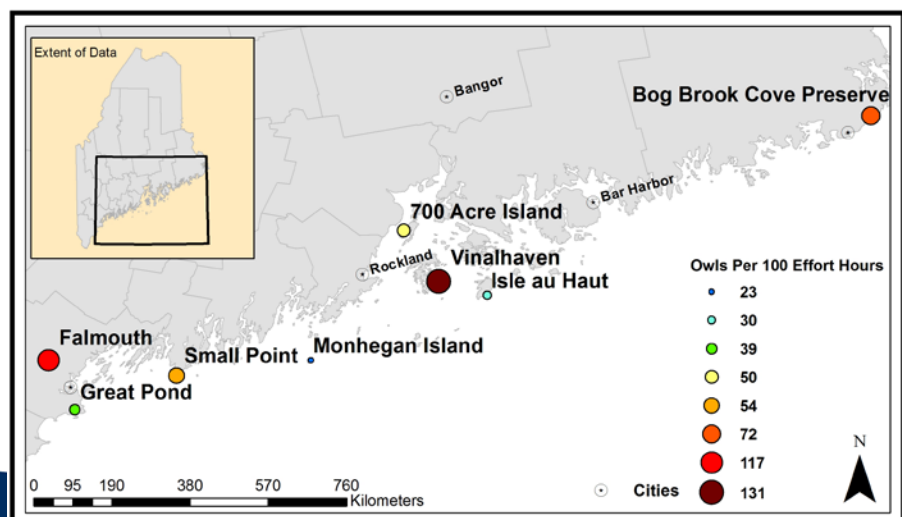 Extent of Data
Bangor
Bog Brook Cove Preserve
Bar Harbor
700 Acre Island
Rockland
Vinalhaven
Isle au Haut
Owls Per 100 Effort Hours
23
30
39
50
54
72
117
131
Falmouth
Small Point
Monhegan Island
Great Pond
N
Cities
0 95 190 380 570 760
Kilometers